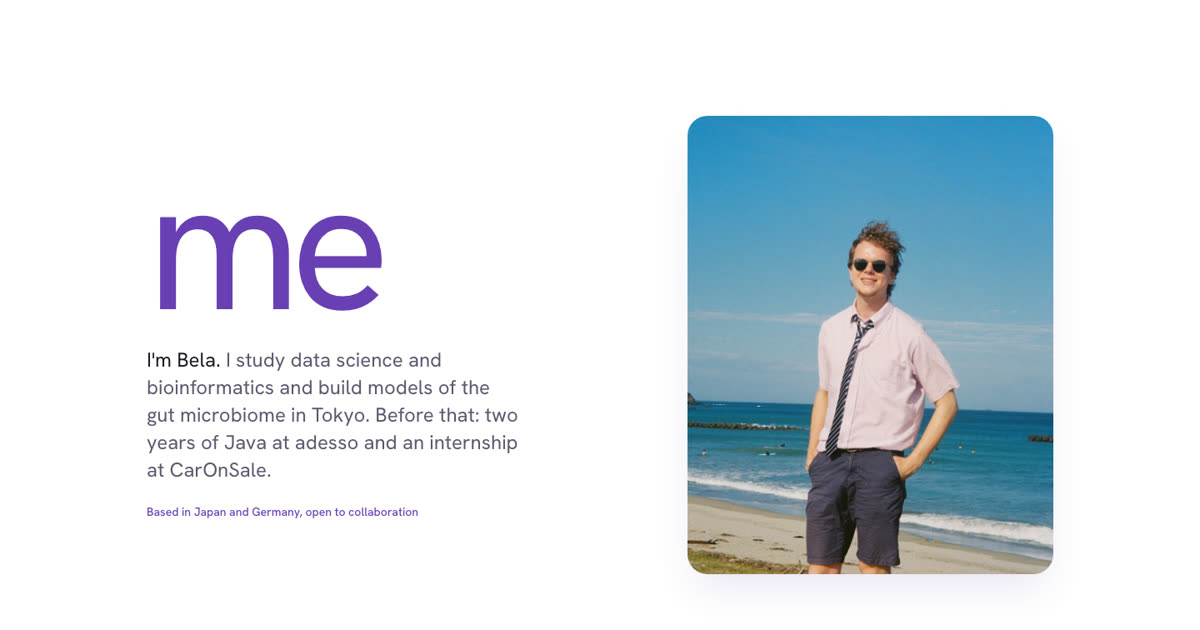 me
I'm Bela. I study data science and
bioinformatics and build models of the
gut microbiome in Tokyo. Before that: two
years of Java at adesso and an internship
at CarOnSale.
Based in Japan and Germany, open to collaboration